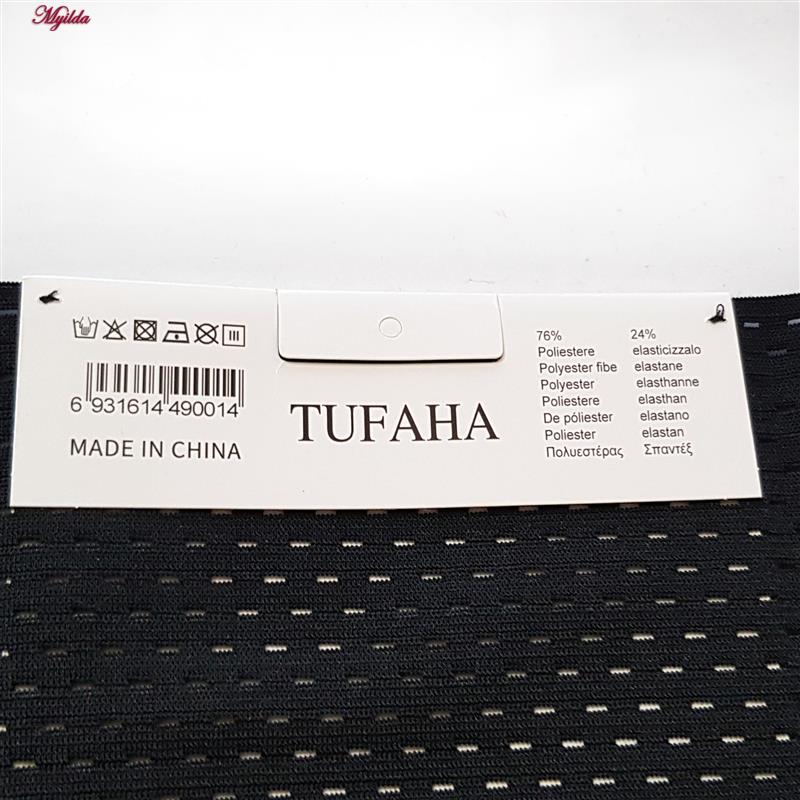 Myilda
6 931614 490014
MADE IN CHINA
TUFAHA
76%
Poliestere
Polyester fibe
Polyester
Poliestere
De póliester
Poliester
Πολυεστέρας
24%
elasticizzalo
elastane
elasthanne
elasthan
elastano
elastan
Σπαντέξ